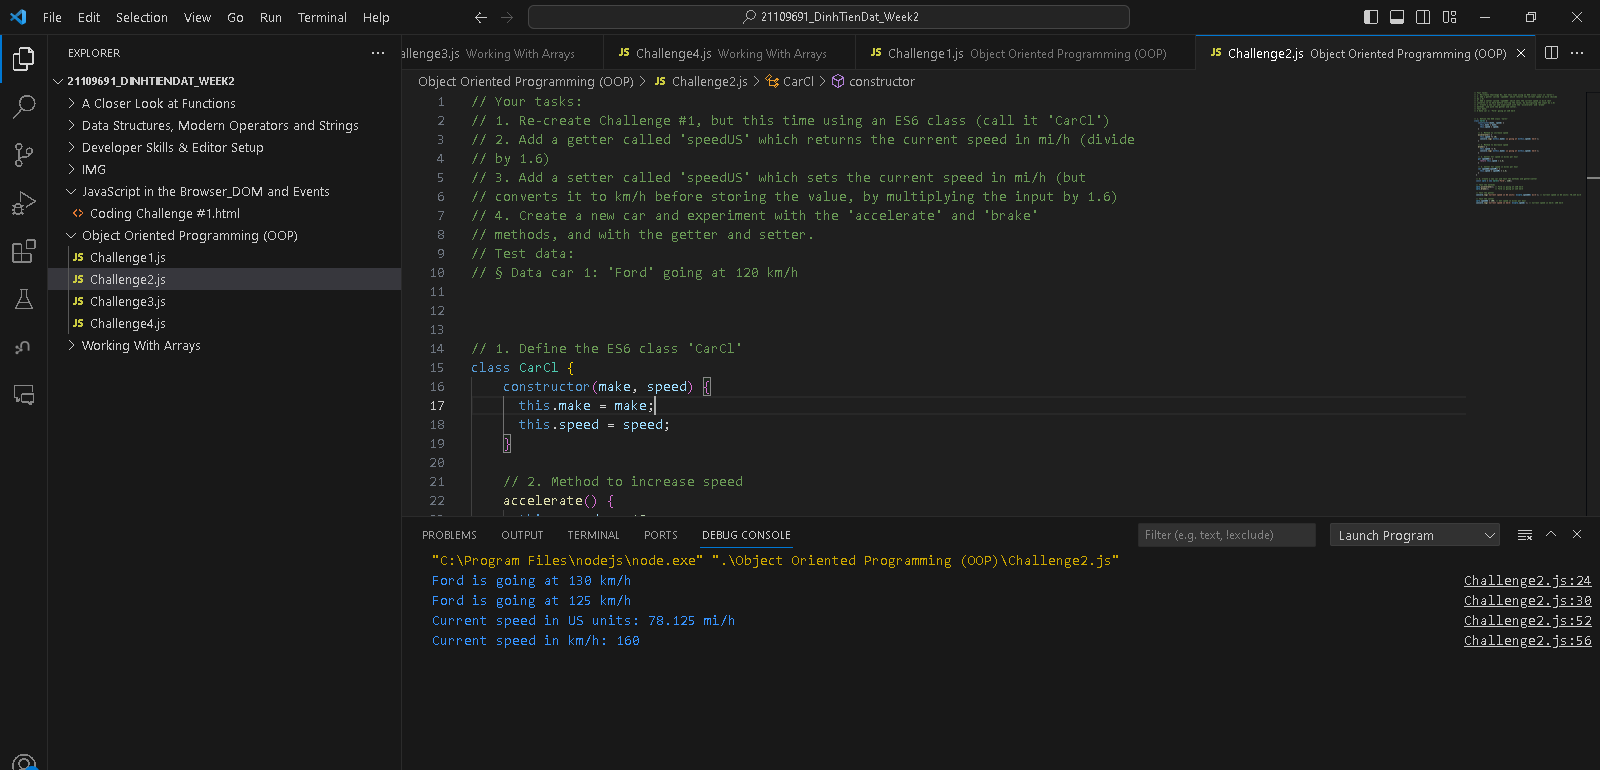 File Edit Selection View Go Run Terminal Help
21109691_DinhTienDat_Week2
EXPLORER
21109691_DINHTIENDAT_WEEK2
A Closer Look at Functions
Data Structures, Modern Operators and Strings
Developer Skills & Editor Setup
IMG
JavaScript in the Browser_DOM and Events
<> Coding Challenge #1.html
Object Oriented Programming (OOP)
JS Challenge1.js
JS Challenge2.js
JS Challenge3.js
JS Challenge4.js
Working With Arrays
allenge3.js Working With Arrays
JS Challenge4.js Working With Arrays
JS Challenge1.js Object Oriented Programming (OOP)
JS Challenge2.js Object Oriented Programming (OOP)
Object Oriented Programming (OOP) > JS Challenge2.js > CarCl > constructor
1 // Your tasks:
2 // 1. Re-create Challenge #1, but this time using an ES6 class (call it 'CarCl')
3 // 2. Add a getter called 'speedUS' which returns the current speed in mi/h (divide
4 // by 1.6)
5 // 3. Add a setter called 'speedUS' which sets the current speed in mi/h (but
6 // converts it to km/h before storing the value, by multiplying the input by 1.6)
7 // 4. Create a new car and experiment with the 'accelerate' and 'brake'
8 // methods, and with the getter and setter.
9 // Test data:
10 // § Data car 1: 'Ford' going at 120 km/h
11
12
13
14 // 1. Define the ES6 class 'CarCl'
15 class CarCl {
16 constructor(make, speed) {
17 this.make = make;
18 this.speed = speed;
19 }
20
21 // 2. Method to increase speed
22 accelerate() {
PROBLEMS OUTPUT TERMINAL PORTS DEBUG CONSOLE
Filter (e.g. text, !exclude)
Launch Program
"C:\Program Files\nodejs\node.exe" ".\Object Oriented Programming (OOP)\Challenge2.js"
Ford is going at 130 km/h Challenge2.js:24
Ford is going at 125 km/h Challenge2.js:30
Current speed in US units: 78.125 mi/h Challenge2.js:52
Current speed in km/h: 160 Challenge2.js:56